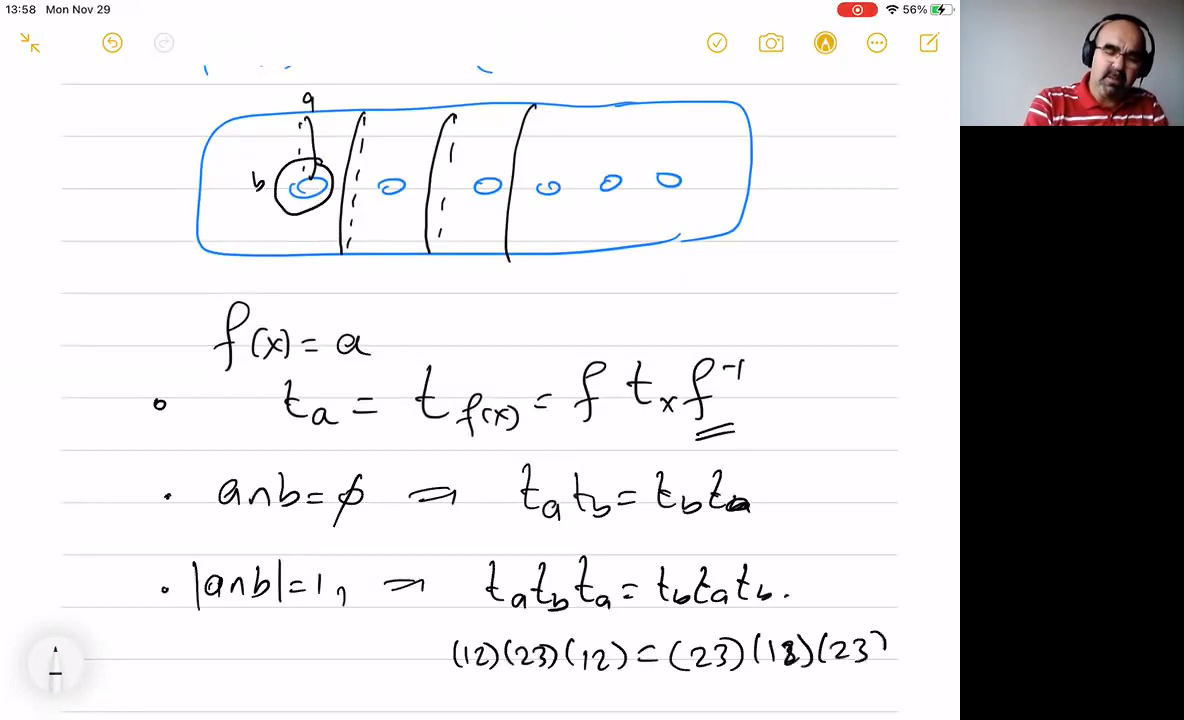 13:58 Mon Nov 29
56%
a
b
f(x) = a
• t_a = t_f(x) = f t_x f^-1
• a∩b = ϕ ⇒ t_a t_b = t_b t_a
• |a∩b| = 1, ⇒ t_a t_b t_a = t_b t_a t_b.
(12)(23)(12) = (23)(12)(23)